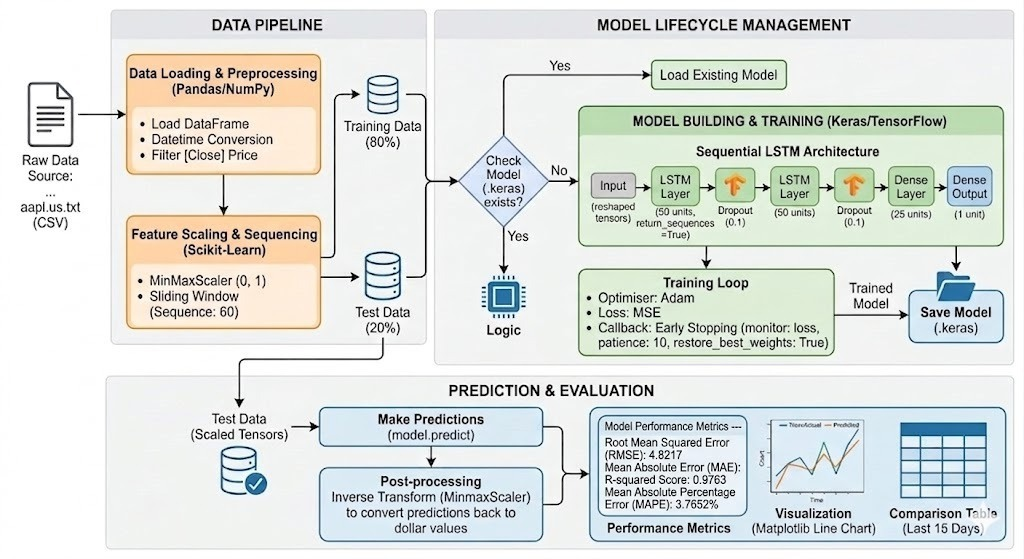 DATA PIPELINE
Raw Data
Source:
...
aapl.us.txt
(CSV)
Data Loading & Preprocessing
(Pandas/NumPy)
• Load DataFrame
• Datetime Conversion
• Filter [Close] Price
Feature Scaling & Sequencing
(Scikit-Learn)
• MinMaxScaler (0, 1)
• Sliding Window
(Sequence: 60)
Training Data
(80%)
Test Data
(20%)
MODEL LIFECYCLE MANAGEMENT
Check
Model
(.keras)
exists?
Yes
Load Existing Model
No
Yes
Logic
MODEL BUILDING & TRAINING (Keras/TensorFlow)
Sequential LSTM Architecture
Input
(reshaped
tensors)
LSTM
Layer
(50 units,
return_sequences
=True)
Dropout
(0.1)
LSTM
Layer
(50 units)
Dropout
(0.1)
Dense
Layer
(25 units)
Dense
Output
(1 unit)
Training Loop
• Optimiser: Adam
• Loss: MSE
• Callback: Early Stopping (monitor: loss,
patience: 10, restore_best_weights: True)
Trained
Model
Save Model
(.keras)
PREDICTION & EVALUATION
Test Data
(Scaled Tensors)
Make Predictions
(model.predict)
Post-processing
Inverse Transform (MinmaxScaler)
to convert predictions back to
dollar values
Model Performance Metrics ---
Root Mean Squared Error
(RMSE): 4.8217
Mean Absolute Error (MAE):
R-squared Score: 0.9763
Mean Absolute Percentage
Error (MAPE): 3.7652%
Performance Metrics
Predicted
Time
Visualization
(Matplotlib Line Chart)
Comparison Table
(Last 15 Days)